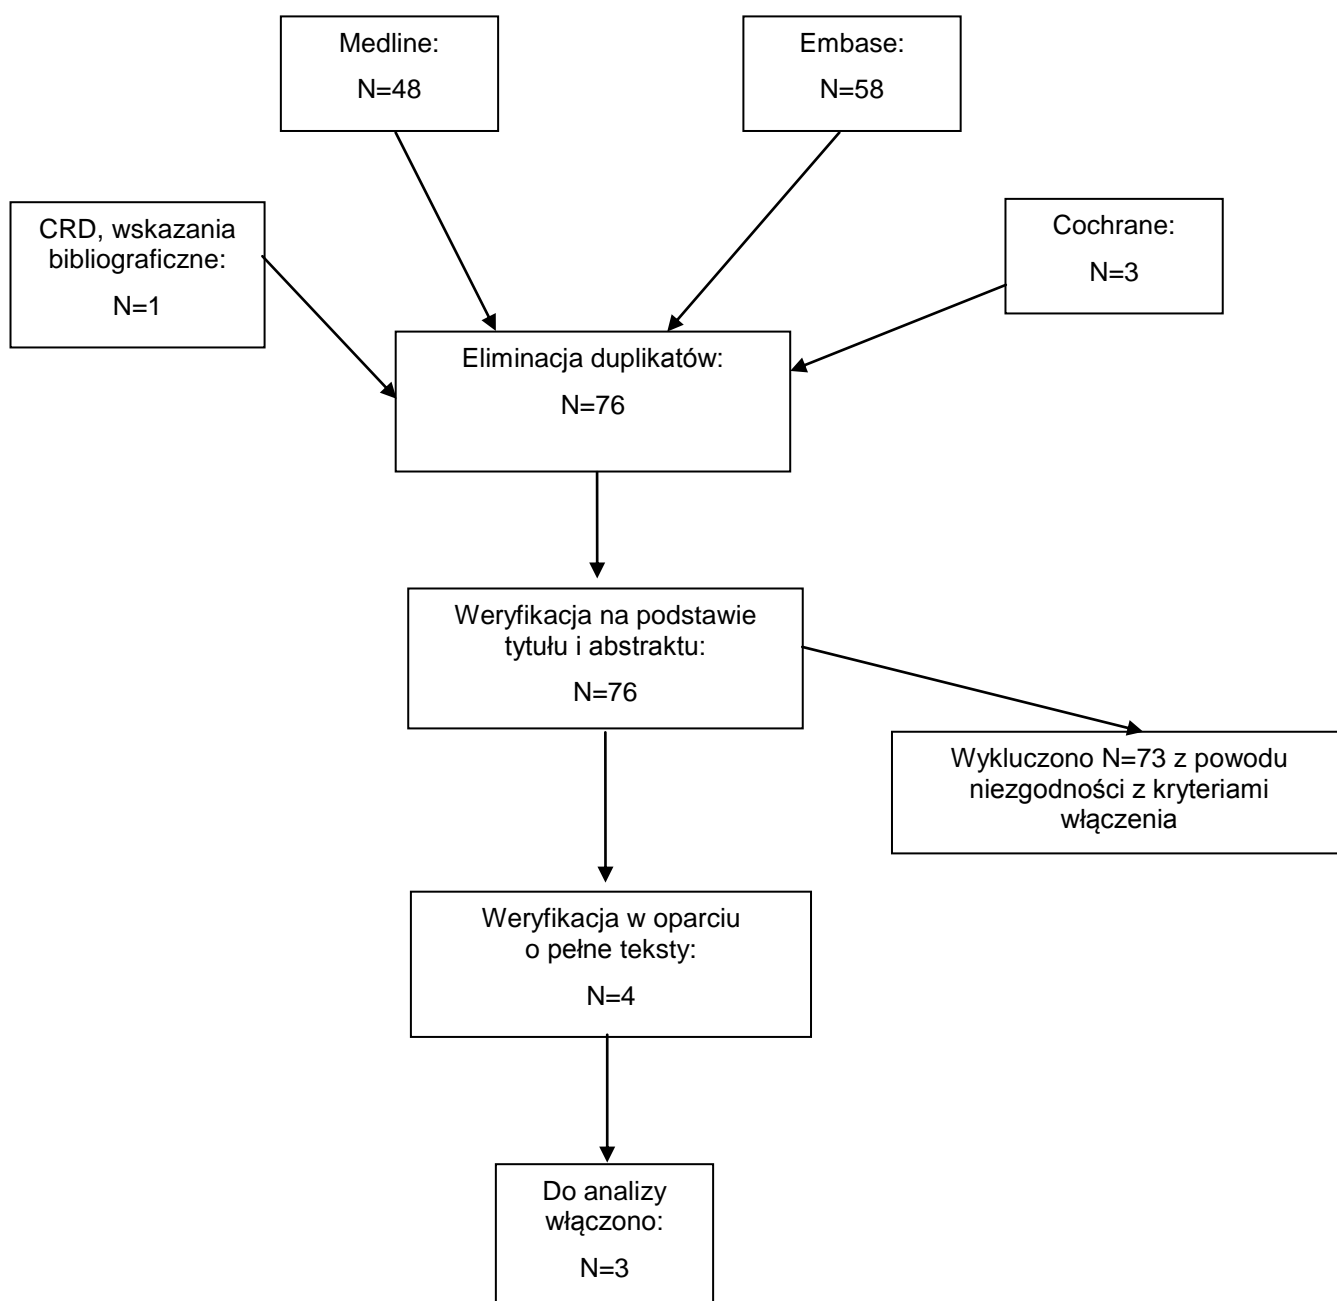 Medline:
N=48
Embase:
N=58
CRD, wskazania
bibliograficzne:
N=1
Cochrane:
N=3
Eliminacja duplikatów:
N=76
Weryfikacja na podstawie
tytułu i abstraktu:
N=76
Wykluczono N=73 z powodu
niezgodności z kryteriami
włączenia
Weryfikacja w oparciu
o pełne teksty:
N=4
Do analizy
włączono:
N=3